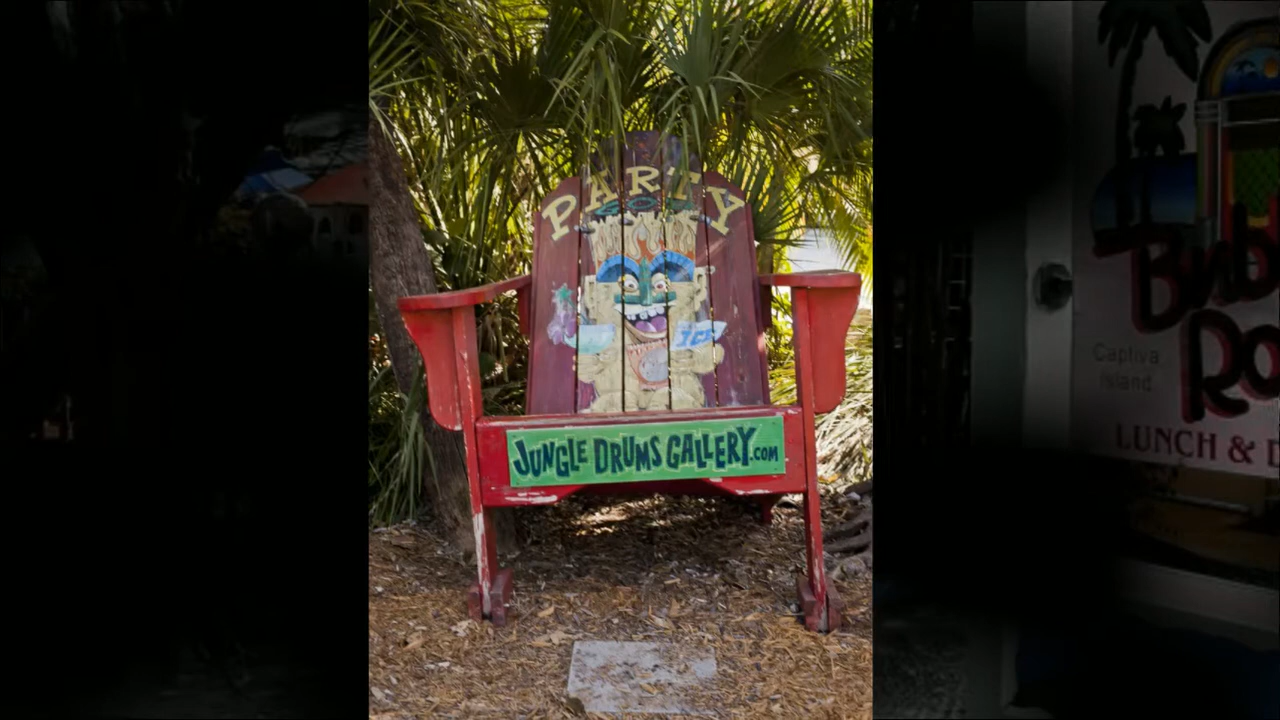 PARTY
JUNGLE DRUMS GALLERY.COM
Captiva
Island
LUNCH &